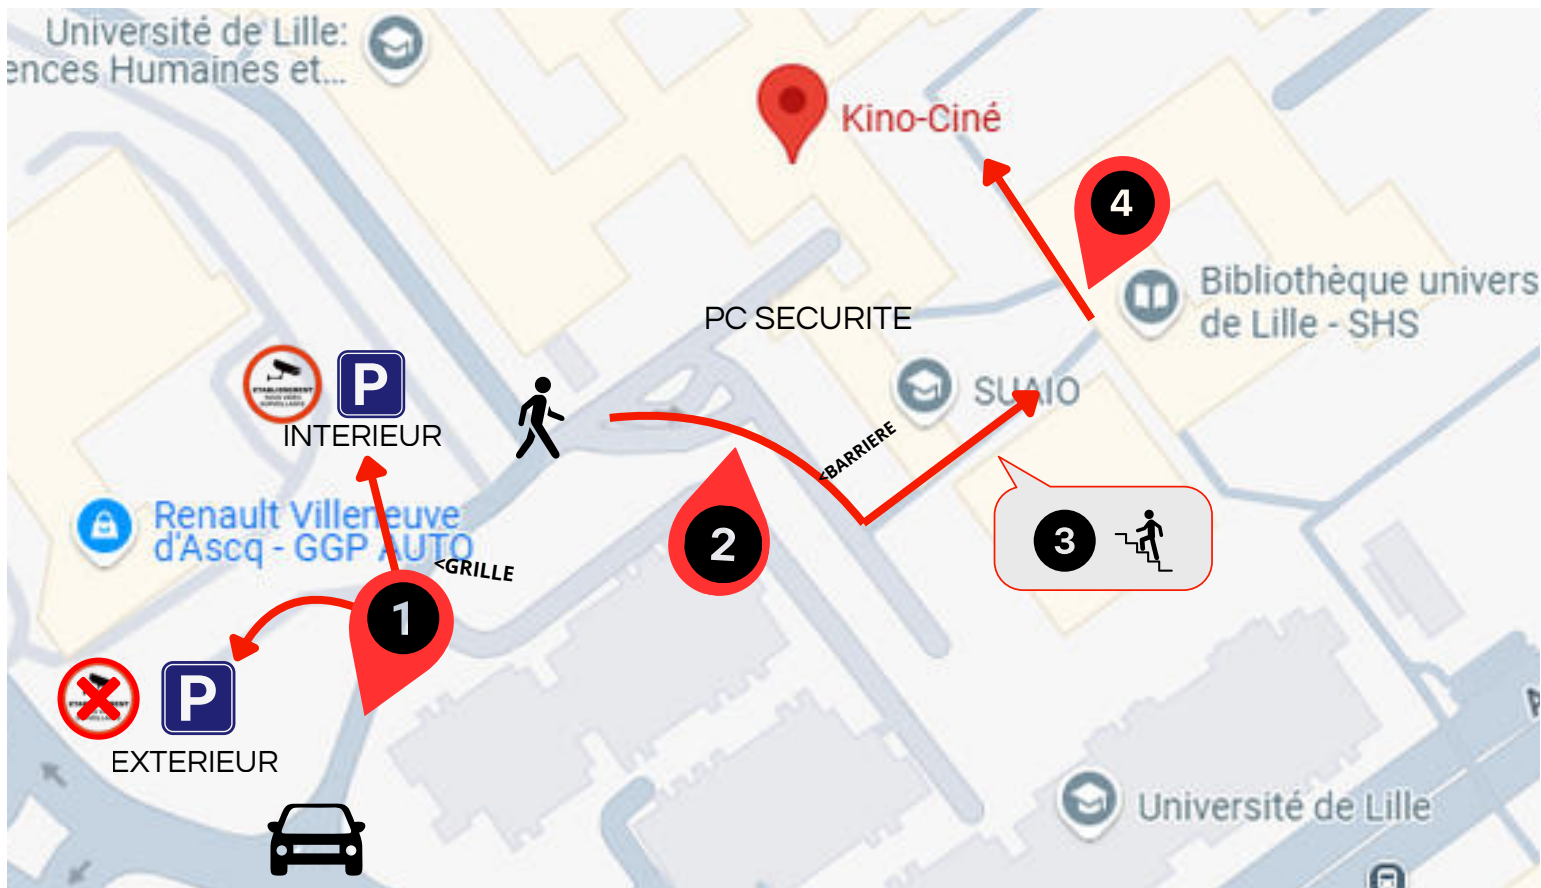 Université de Lille:
ences Humaines et...
Kino-Ciné
4
Bibliothèque univers
de Lille - SHS
PC SECURITE
SUAIO
P
INTERIEUR
<BARRIERE
Renault Villeneuve
d'Ascq - GGP AUTO
<GRILLE
2
3
1
P
EXTERIEUR
Université de Lille